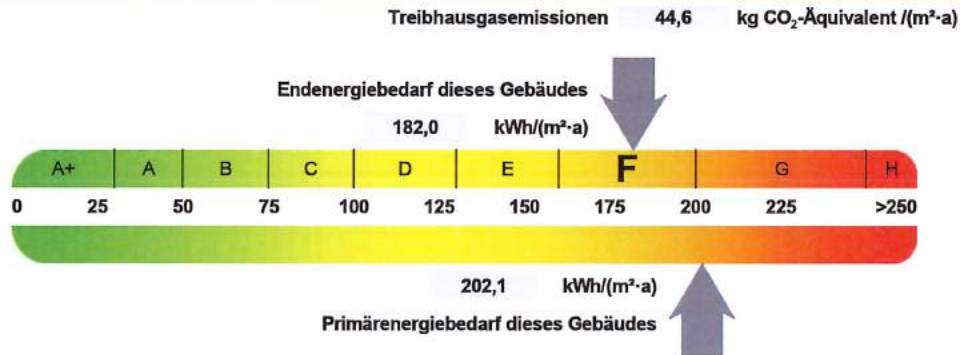 Treibhausgasemissionen 44,6 kg CO₂-Äquivalent /(m²·a)
Endenergiebedarf dieses Gebäudes
182,0 kWh/(m²·a)
A+ A B C D E F G H
0 25 50 75 100 125 150 175 200 225 >250
202,1 kWh/(m²·a)
Primärenergiebedarf dieses Gebäudes